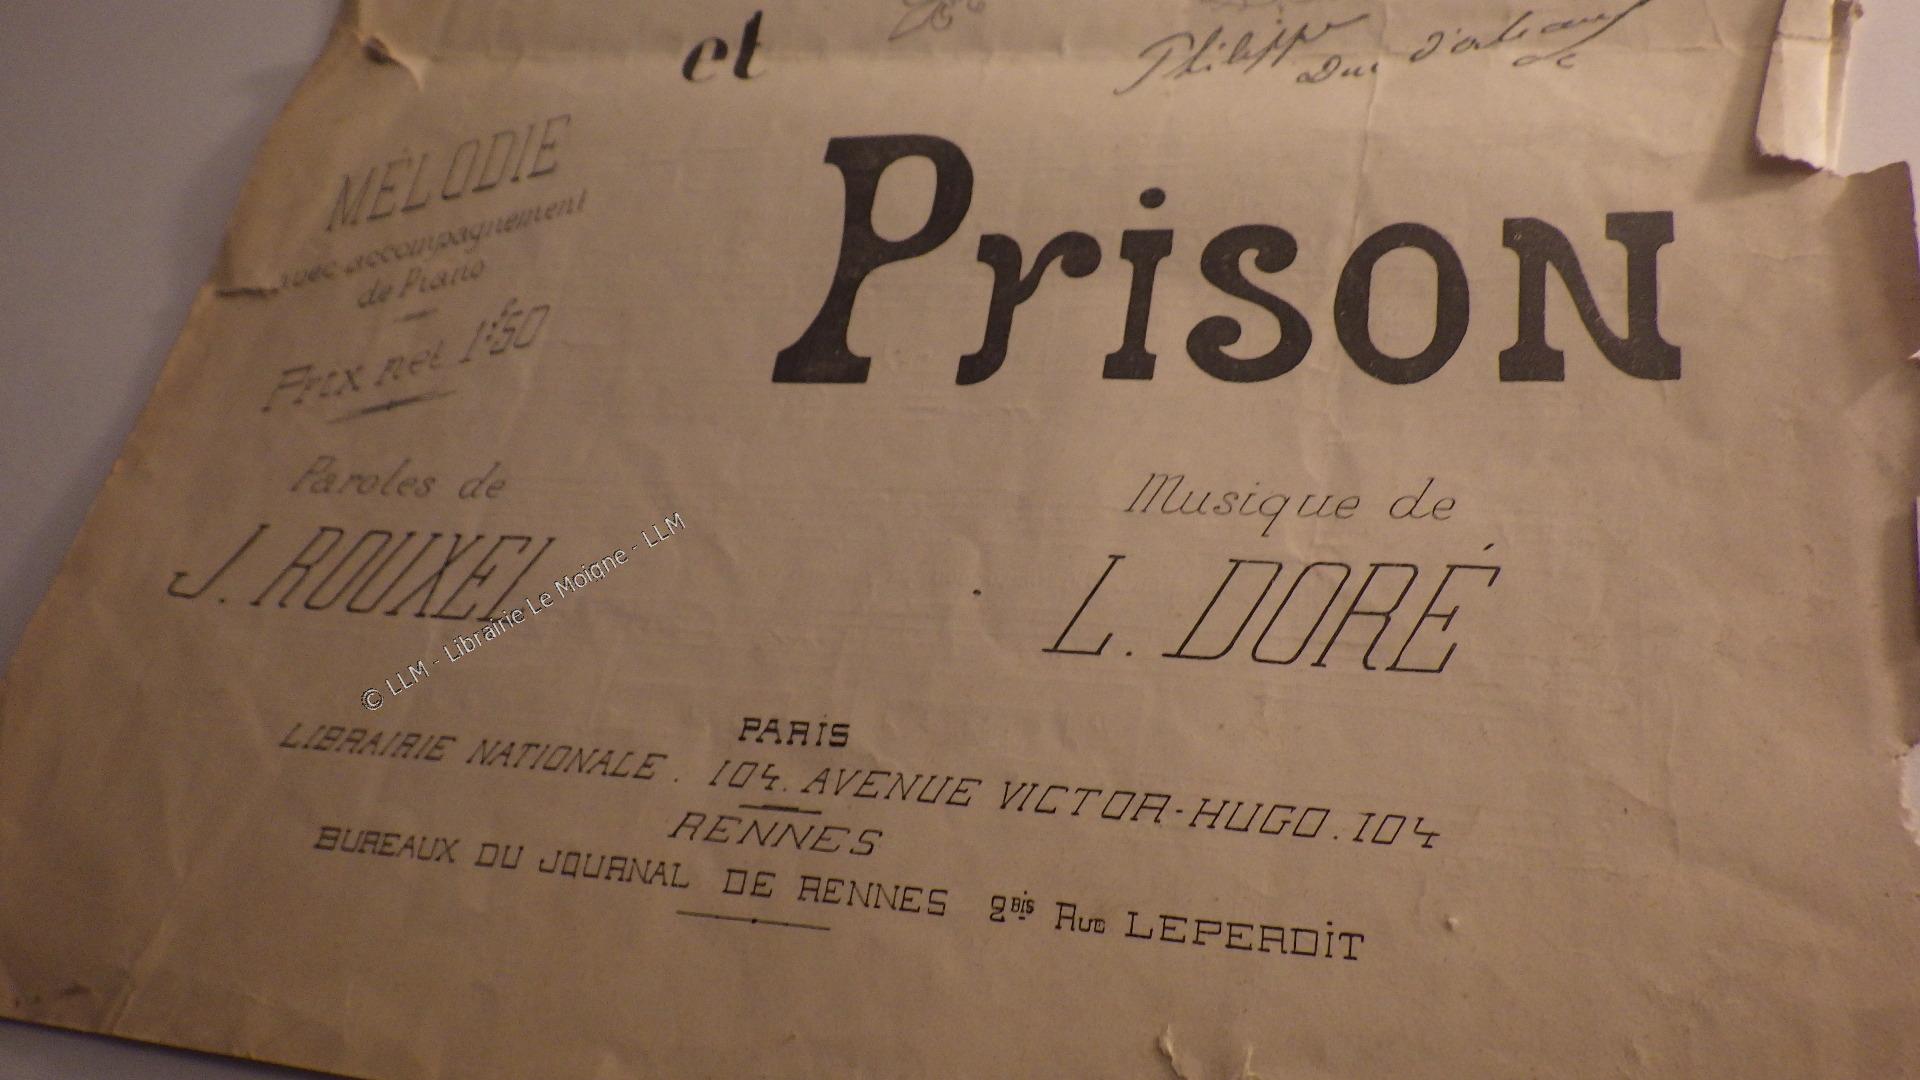 et
Philippe
Duc d'orleans
MÉLODIE
avec accompagnement
de Piano
Prix net 1f50
Prison
Paroles de
J. ROUXEL
Musique de
L. DORÉ
© LLM - Librairie Le Moigne - LLM
PARIS
LIBRAIRIE NATIONALE. 104. AVENUE VICTOR-HUGO. 104
RENNES
BUREAUX DU JOURNAL DE RENNES 2BIS RUE LEPERDIT